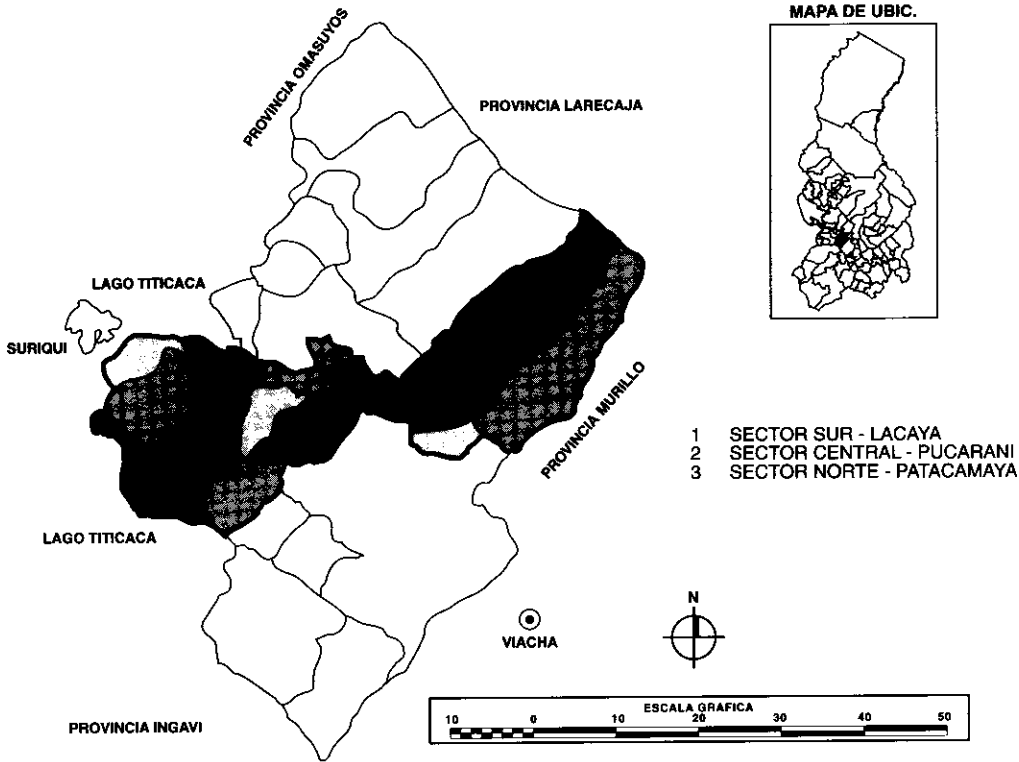 MAPA DE UBIC.
PROVINCIA OMASUYOS
PROVINCIA LARECAJA
LAGO TITICACA
SURIQUI
PROVINCIA MURILLO
1 SECTOR SUR - LACAYA
2 SECTOR CENTRAL - PUCARANI
3 SECTOR NORTE - PATACAMAYA
LAGO TITICACA
N
VIACHA
ESCALA GRAFICA
10 0 10 20 30 40 50
PROVINCIA INGAVI